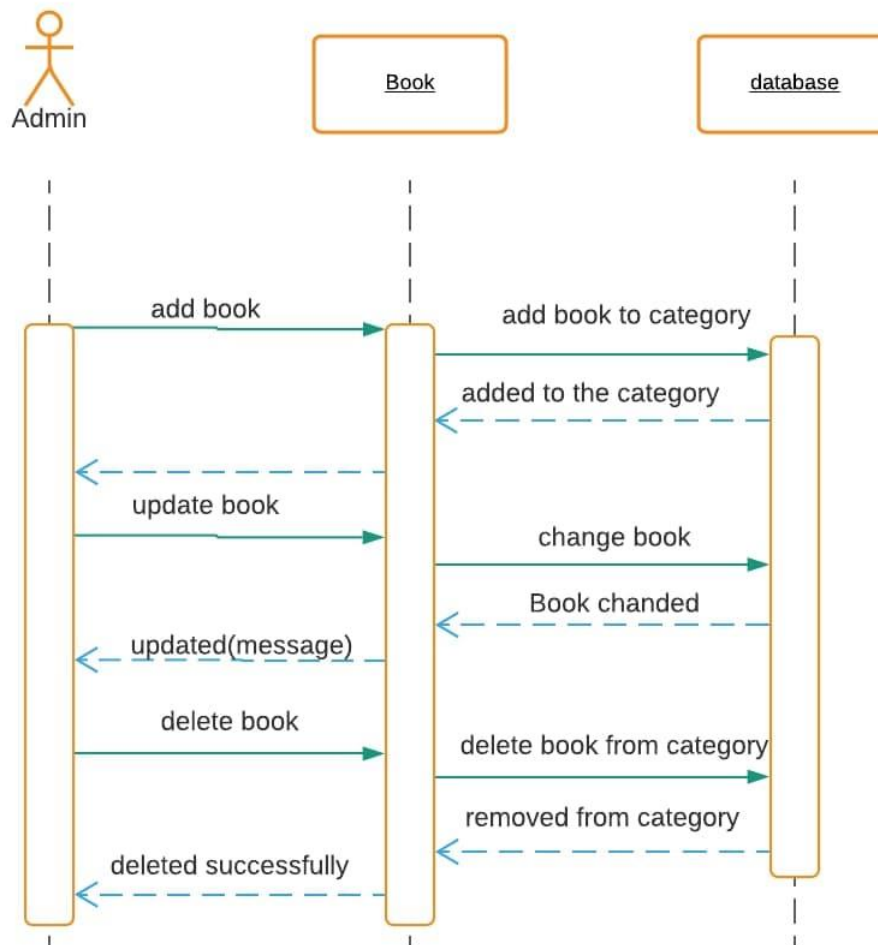 Admin
Book
database
add book
add book to category
added to the category
update book
change book
Book chanded
updated(message)
delete book
delete book from category
removed from category
deleted successfully